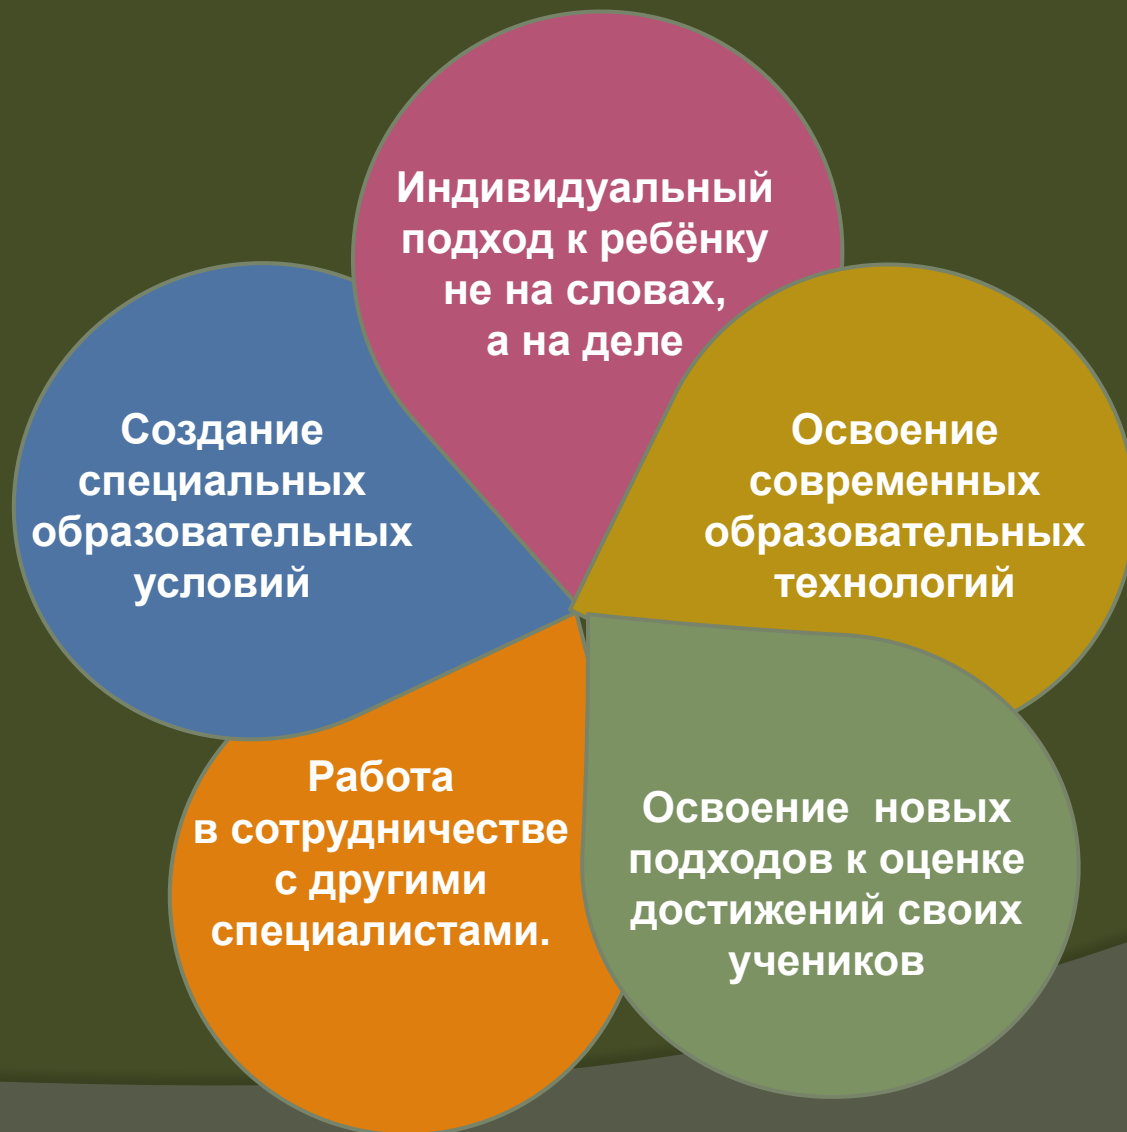 Индивидуальный
подход к ребёнку
не на словах,
а на деле
Освоение
современных
образовательных
технологий
Освоение  новых
подходов к оценке
достижений своих
учеников
Работа
в сотрудничестве
с другими
специалистами.
Создание
специальных
образовательных
условий